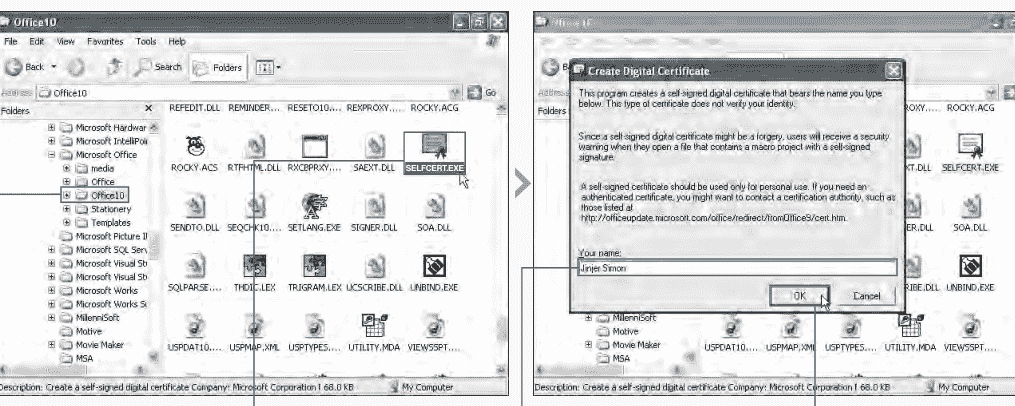 Office10
File Edit View Favorites Tools Help
Back Search Folders
Address Office10 Go
Folders
Microsoft Hardwar
Microsoft IntelliPoi
Microsoft Office
media
Office
Office10
Stationery
Templates
Microsoft Picture I!
Microsoft SQL Serv
Microsoft Visual St
Microsoft Visual St
Microsoft Works
Microsoft Works Si
MillenniSoft
Motive
Movie Maker
MSA
REFEDIT.DLL REMINDER... RESETO10.... REXPROXY.... ROCKY.ACG
ROCKY.ACS RTFHTML.DLL RXCBPRXY.... SAEXT.DLL SELFCERT.EXE
SENDTO.DLL SEQCHK10.... SETLANG.EXE SIGNER.DLL SOA.DLL
SQLPARSE.... THDIC.LEX TRIGRAM.LEX UCSCRIBE.DLL UNBIND.EXE
USPDAT10.... USPMAP.XML USPTYPES.... UTILITY.MDA VIEWSSPT....
Description: Create a self-signed digital certificate Company: Microsoft Corporation 68.0 KB My Computer
Create Digital Certificate
This program creates a self-signed digital certificate that bears the name you type
below. This type of certificate does not verify your identity.
Since a self-signed digital certificate might be a forgery, users will receive a security
warning when they open a file that contains a macro project with a self-signed
signature.
A self-signed certificate should be used only for personal use. If you need an
authenticated certificate, you might want to contact a certification authority, such as
those listed at
http://officeupdate.microsoft.com/office/redirect/fromOffice9/cert.htm.
Your name:
Jinjer Simon
OK Cancel
Folders
OXY.... ROCKY.ACG
XT.DLL SELFCERT.EXE
ER.DLL SOA.DLL
RIBE.DLL UNBIND.EXE
MillenniSoft
Motive
Movie Maker
MSA
USPDAT10.... USPMAP.XML USPTYPES.... UTILITY.MDA VIEWSSPT....
Description: Create a self-signed digital certificate Company: Microsoft Corporation 68.0 KB My Computer